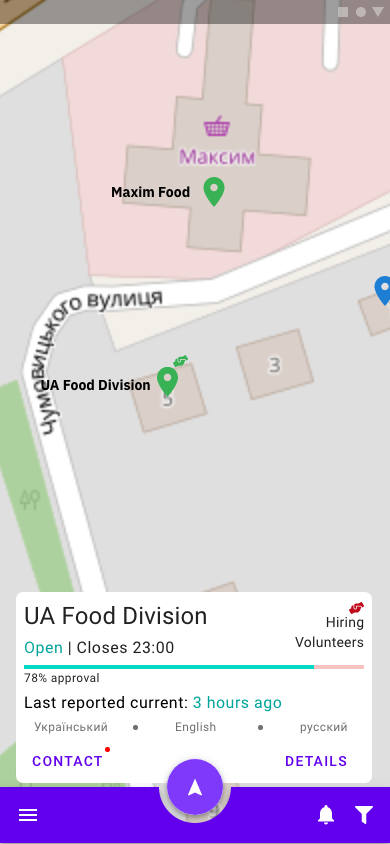 Максим
Maxim Food
Чумовицького вулиця
3
UA Food Division
5
UA Food Division
Hiring
Volunteers
Open | Closes 23:00
78% approval
Last reported current: 3 hours ago
Український • English • русский
CONTACT
DETAILS